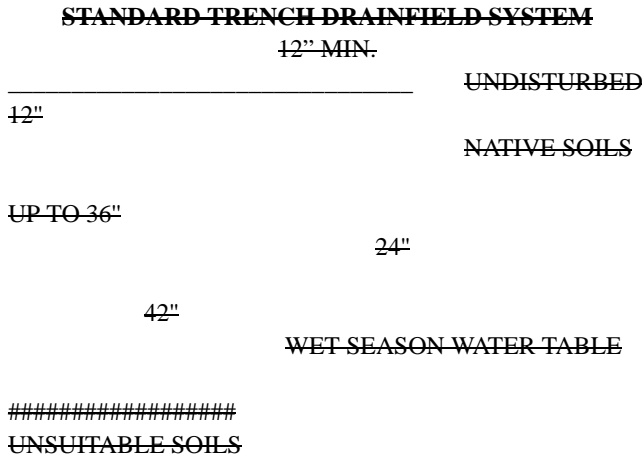 STANDARD TRENCH DRAINFIELD SYSTEM
12” MIN.
_________________________________ UNDISTURBED
12"
NATIVE SOILS
UP TO 36"
24"
42"
WET SEASON WATER TABLE
##################
UNSUITABLE SOILS